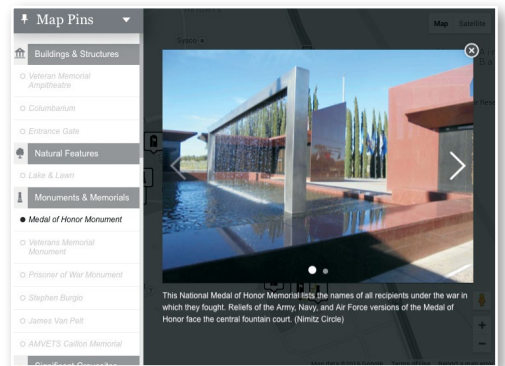 Map Pins
Buildings & Structures
Veteran Memorial
Ampitheatre
Columbarium
Entrance Gate
Natural Features
Lake & Lawn
Monuments & Memorials
Medal of Honor Monument
Veterans Memorial
Monument
Prisoner of War Monument
Stephen Burgio
James Van Pelt
AMVETS Carillon Memorial
Map Satellite
Sysco
This National Medal of Honor Memorial lists the names of all recipients under the war in
which they fought. Reliefs of the Army, Navy, and Air Force versions of the Medal of
Honor face the central fountain court. (Nimitz Circle)
Terms of Use